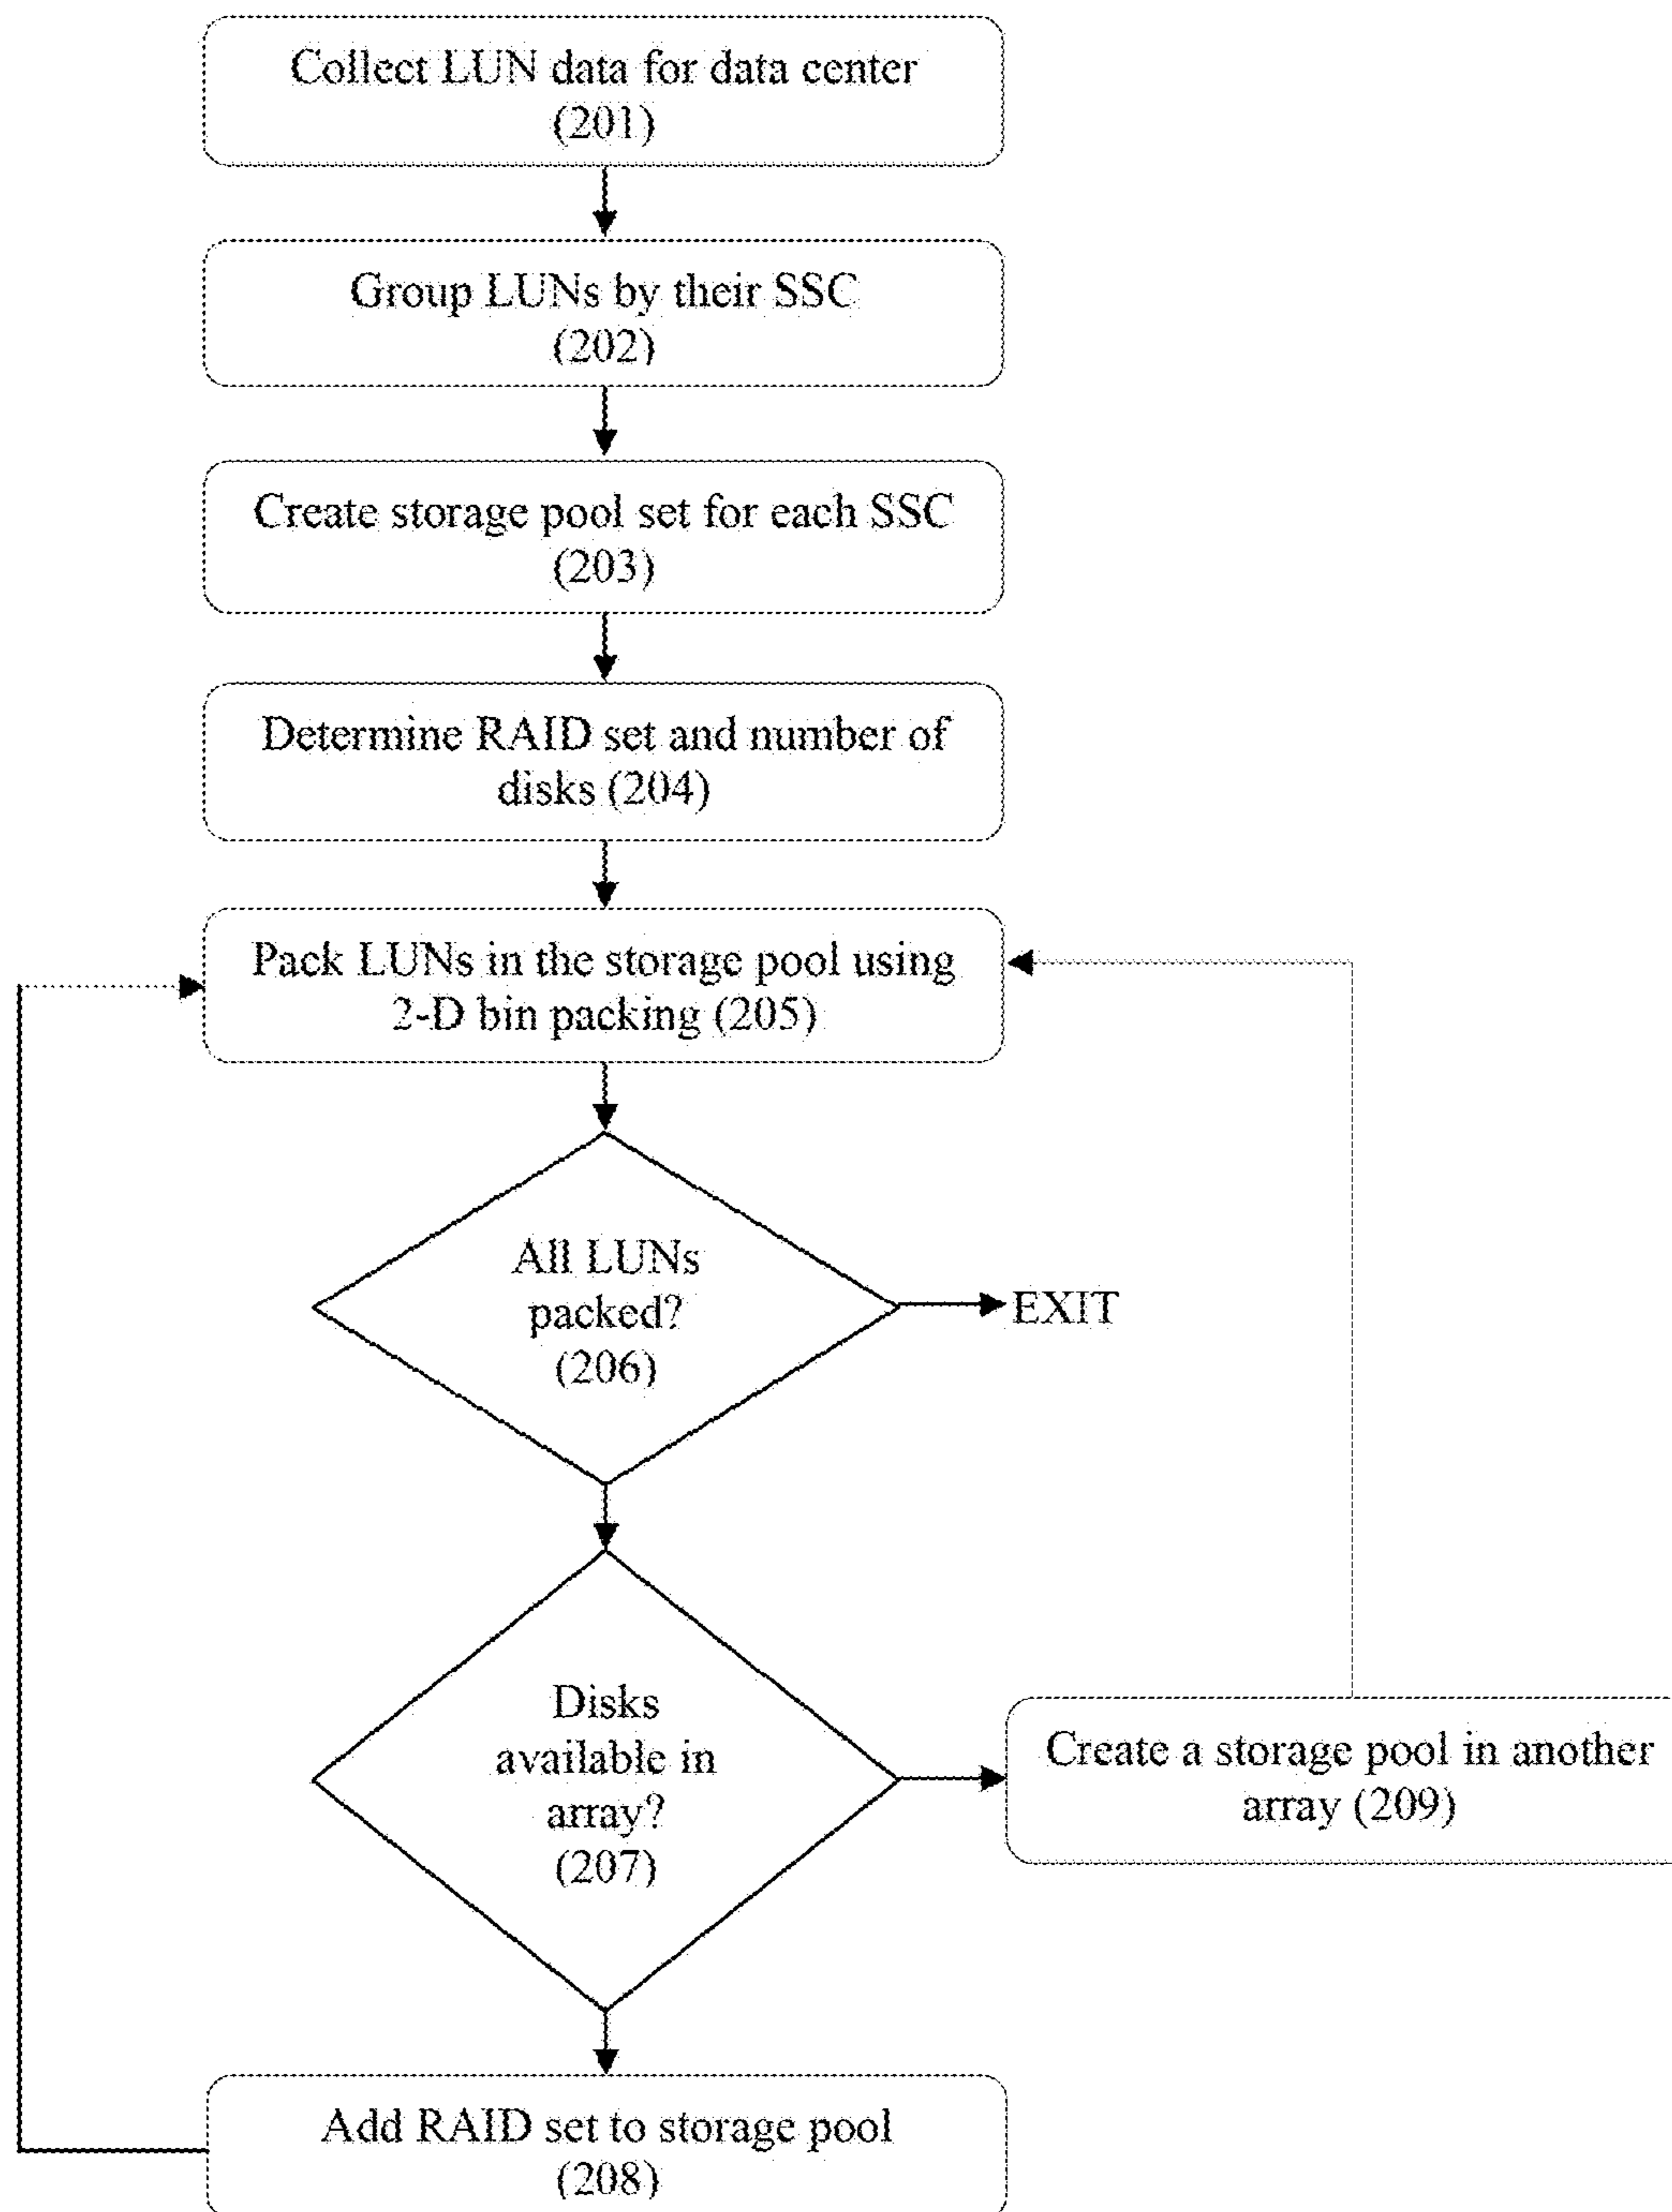 Collect LUN data for data center
(201)
Group LUNs by their SSC
(202)
Create storage pool set for each SSC
(203)
Determine RAID set and number of
disks (204)
Pack LUNs in the storage pool using
2-D bin packing (205)
All LUNs
packed?
(206)
EXIT
Disks
available in
array?
(207)
Create a storage pool in another
array (209)
Add RAID set to storage pool
(208)